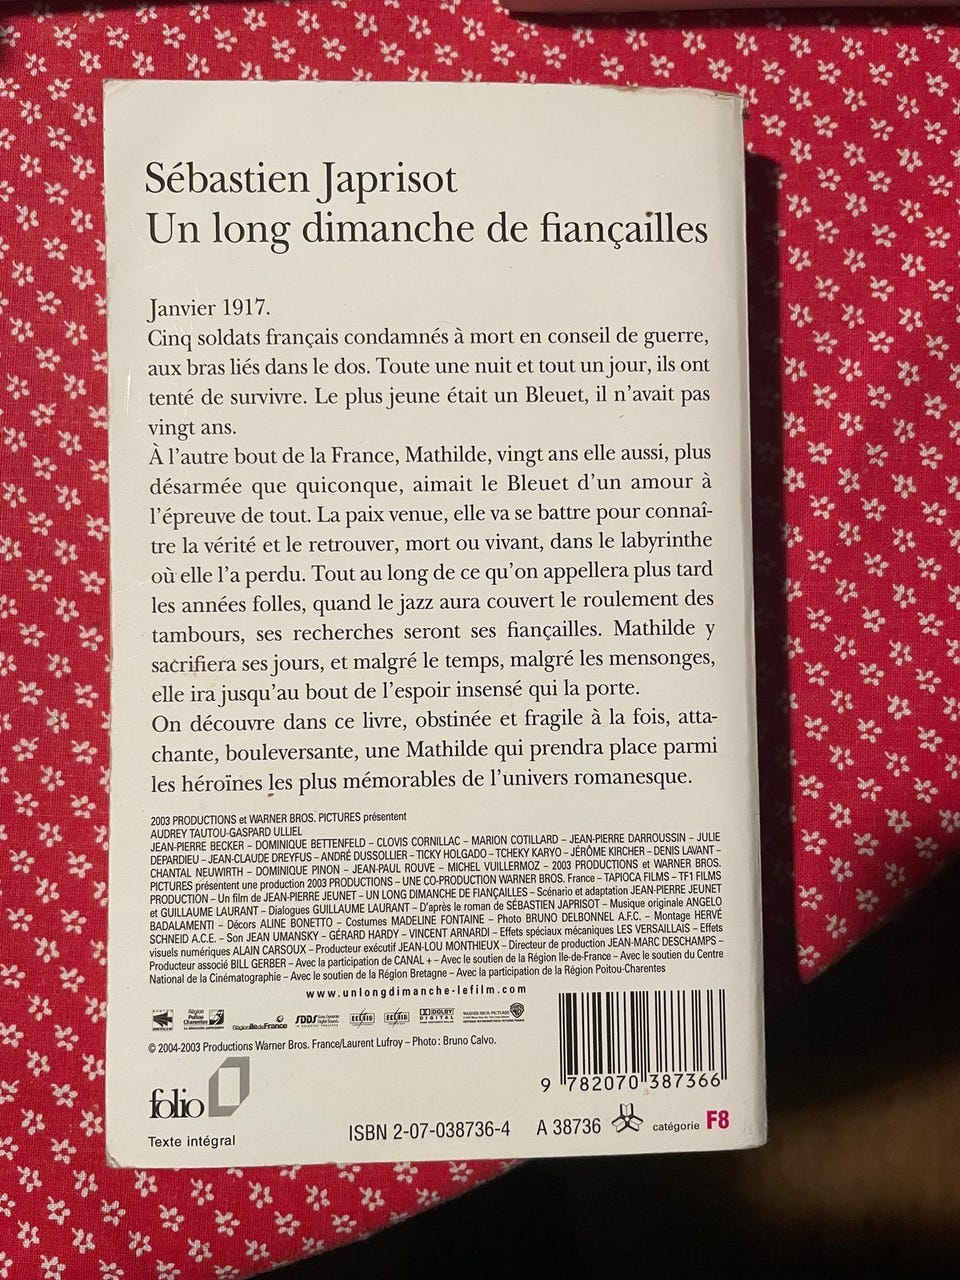 Sébastien Japrisot
Un long dimanche de fiançailles
Janvier 1917.
Cinq soldats français condamnés à mort en conseil de guerre,
aux bras liés dans le dos. Toute une nuit et tout un jour, ils ont
tenté de survivre. Le plus jeune était un Bleuet, il n'avait pas
vingt ans.
À l'autre bout de la France, Mathilde, vingt ans elle aussi, plus
désarmée que quiconque, aimait le Bleuet d'un amour à
l'épreuve de tout. La paix venue, elle va se battre pour connaî-
tre la vérité et le retrouver, mort ou vivant, dans le labyrinthe
où elle l'a perdu. Tout au long de ce qu'on appellera plus tard
les années folles, quand le jazz aura couvert le roulement des
tambours, ses recherches seront ses fiançailles. Mathilde y
sacrifiera ses jours, et malgré le temps, malgré les mensonges,
elle ira jusqu'au bout de l'espoir insensé qui la porte.
On découvre dans ce livre, obstinée et fragile à la fois, atta-
chante, bouleversante, une Mathilde qui prendra place parmi
les héroïnes les plus mémorables de l'univers romanesque.
2003 PRODUCTIONS et WARNER BROS. PICTURES présentent
AUDREY TAUTOU-GASPARD ULLIEL
JEAN-PIERRE BECKER – DOMINIQUE BETTENFELD – CLOVIS CORNILLAC – MARION COTILLARD – JEAN-PIERRE DARROUSSIN – JULIE
DEPARDIEU – JEAN-CLAUDE DREYFUS – ANDRÉ DUSSOLLIER – TICKY HOLGADO – TCHEKY KARYO – JÉRÔME KIRCHER – DENIS LAVANT –
CHANTAL NEUWIRTH – DOMINIQUE PINON – JEAN-PAUL ROUVE – MICHEL VUILLERMOZ – 2003 PRODUCTIONS et WARNER BROS.
PICTURES présentent une production 2003 PRODUCTIONS – UNE CO-PRODUCTION WARNER BROS. France – TAPIOCA FILMS – TF1 FILMS
PRODUCTION – Un film de JEAN-PIERRE JEUNET – UN LONG DIMANCHE DE FIANÇAILLES – Scénario et adaptation JEAN-PIERRE JEUNET
et GUILLAUME LAURANT – Dialogues GUILLAUME LAURANT – D'après le roman de SÉBASTIEN JAPRISOT – Musique originale ANGELO
BADALAMENTI – Décors ALINE BONETTO – Costumes MADELINE FONTAINE – Photo BRUNO DELBONNEL A.F.C. – Montage HERVÉ
SCHNEID A.C.E. – Son JEAN UMANSKY – GÉRARD HARDY – VINCENT ARNARDI – Effets spéciaux mécaniques LES VERSAILLAIS – Effets
visuels numériques ALAIN CARSOUX – Producteur exécutif JEAN-LOU MONTHIEUX – Directeur de production JEAN-MARC DESCHAMPS –
Producteur associé BILL GERBER – Avec la participation de CANAL + – Avec le soutien de la Région Ile-de-France – Avec le soutien du Centre
National de la Cinématographie – Avec le soutien de la Région Bretagne – Avec la participation de la Région Poitou-Charentes
www.unlongdimanche-lefilm.com
Région Poitou Charentes
îledeFrance
SDDS
ECLAIR
ECLAIR
DOLBY DIGITAL
© 2004-2003 Productions Warner Bros. France/Laurent Lufroy – Photo : Bruno Calvo.
9 782070 387366
folio
Texte intégral
ISBN 2-07-038736-4
A 38736
catégorie F8